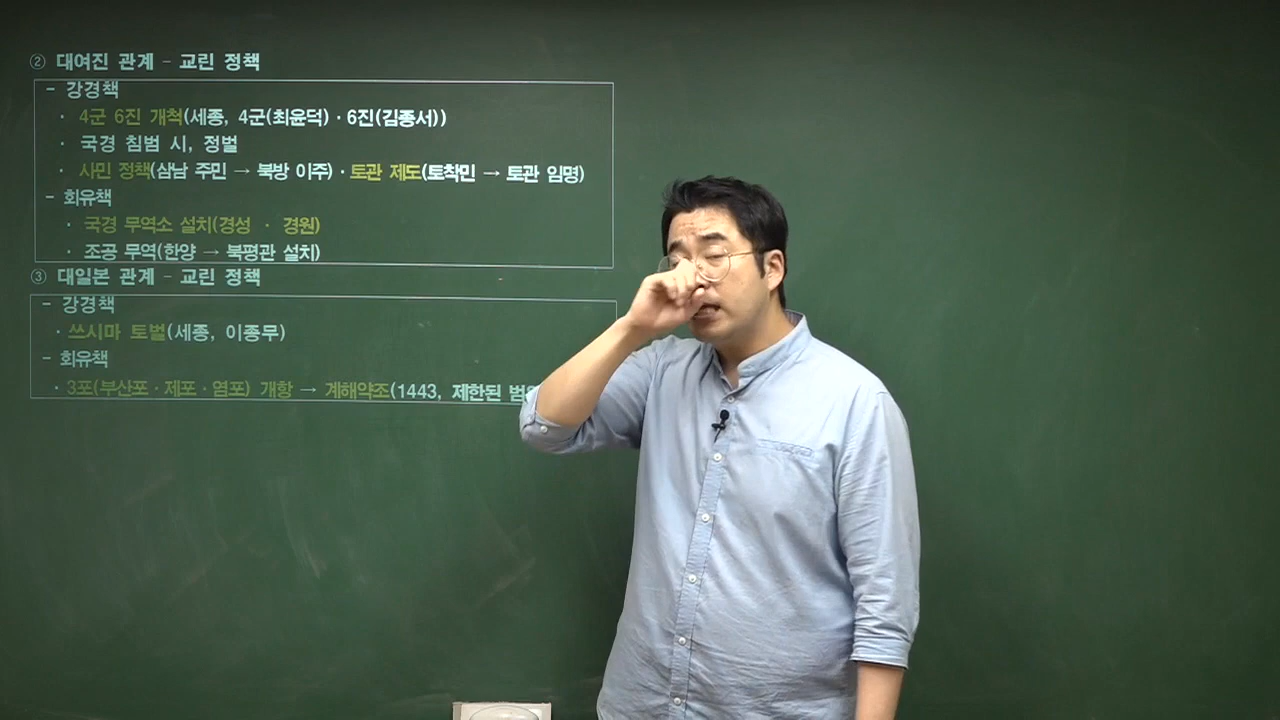 ② 대여진 관계 - 교린 정책
- 강경책
· 4군 6진 개척(세종, 4군(최윤덕) · 6진(김종서))
· 국경 침범 시, 정벌
· 사민 정책(삼남 주민 → 북방 이주) · 토관 제도(토착민 → 토관 임명)
- 회유책
· 국경 무역소 설치(경성 · 경원)
· 조공 무역(한양 → 북평관 설치)
③ 대일본 관계 - 교린 정책
- 강경책
· 쓰시마 토벌(세종, 이종무)
- 회유책
· 3포(부산포 · 제포 · 염포) 개항 → 계해약조(1443, 제한된